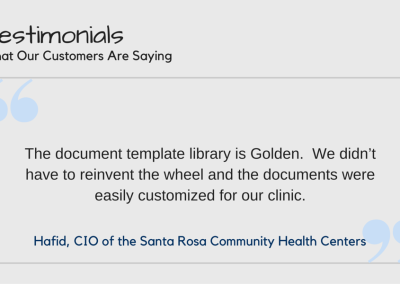 estimonials
hat Our Customers Are Saying
The document template library is Golden.  We didn't
have to reinvent the wheel and the documents were
easily customized for our clinic.
Hafid, CIO of the Santa Rosa Community Health Centers